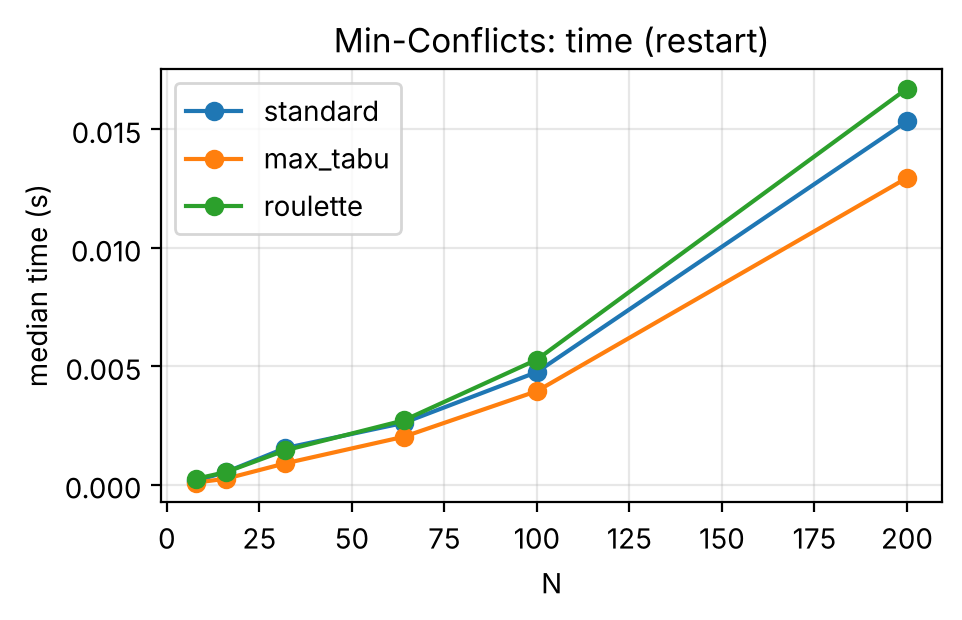 Min-Conflicts: time (restart)
standard
max_tabu
roulette
median time (s)
0.015
0.010
0.005
0.000
0 25 50 75 100 125 150 175 200
N